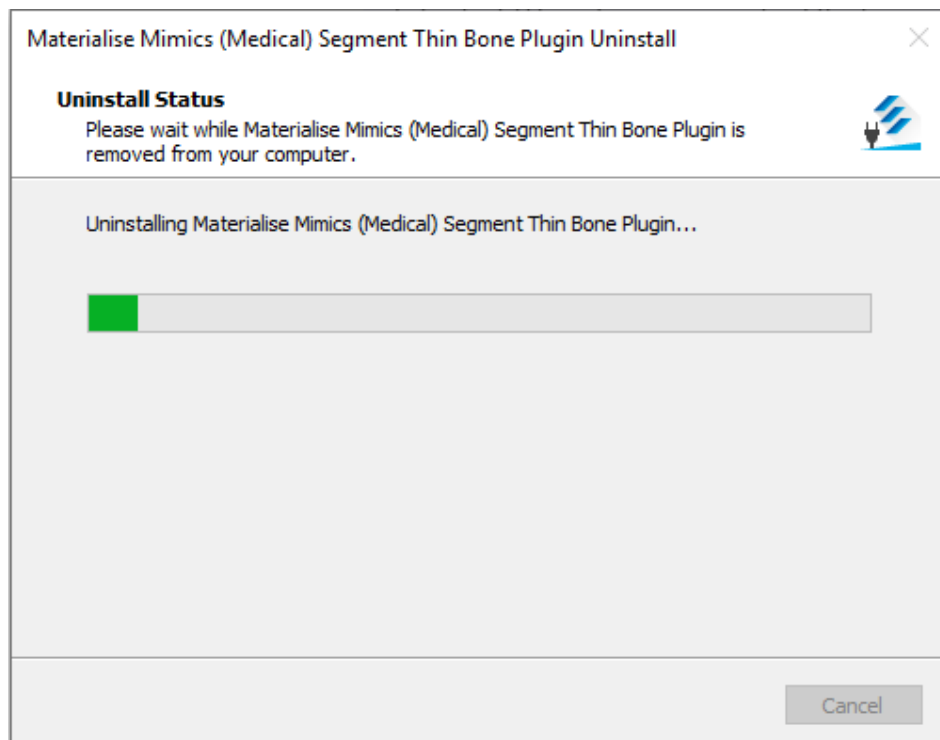 Materialise Mimics (Medical) Segment Thin Bone Plugin Uninstall
Uninstall Status
Please wait while Materialise Mimics (Medical) Segment Thin Bone Plugin is
removed from your computer.
Uninstalling Materialise Mimics (Medical) Segment Thin Bone Plugin...
Cancel